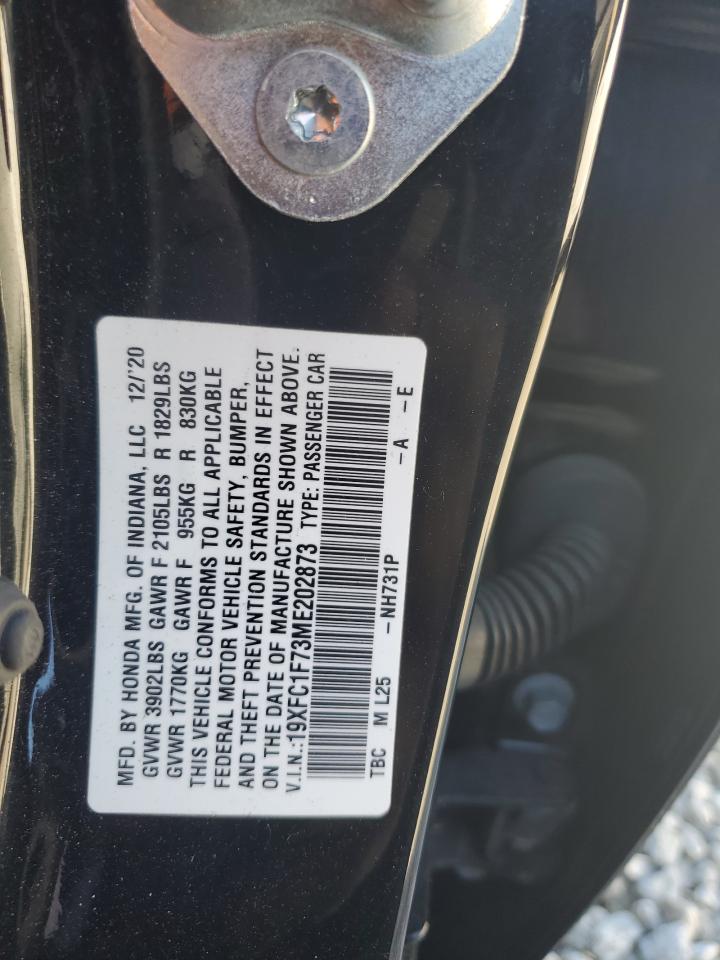 MFD. BY HONDA MFG. OF INDIANA, LLC 12/'20
GVWR 3902LBS GAWR F 2105LBS R 1829LBS
GVWR 1770KG GAWR F 955KG R 830KG
THIS VEHICLE CONFORMS TO ALL APPLICABLE
FEDERAL MOTOR VEHICLE SAFETY, BUMPER,
AND THEFT PREVENTION STANDARDS IN EFFECT
ON THE DATE OF MANUFACTURE SHOWN ABOVE.
V.I.N.:19XFC1F73ME202873 TYPE: PASSENGER CAR
TBC M L25 -NH731P -A -E